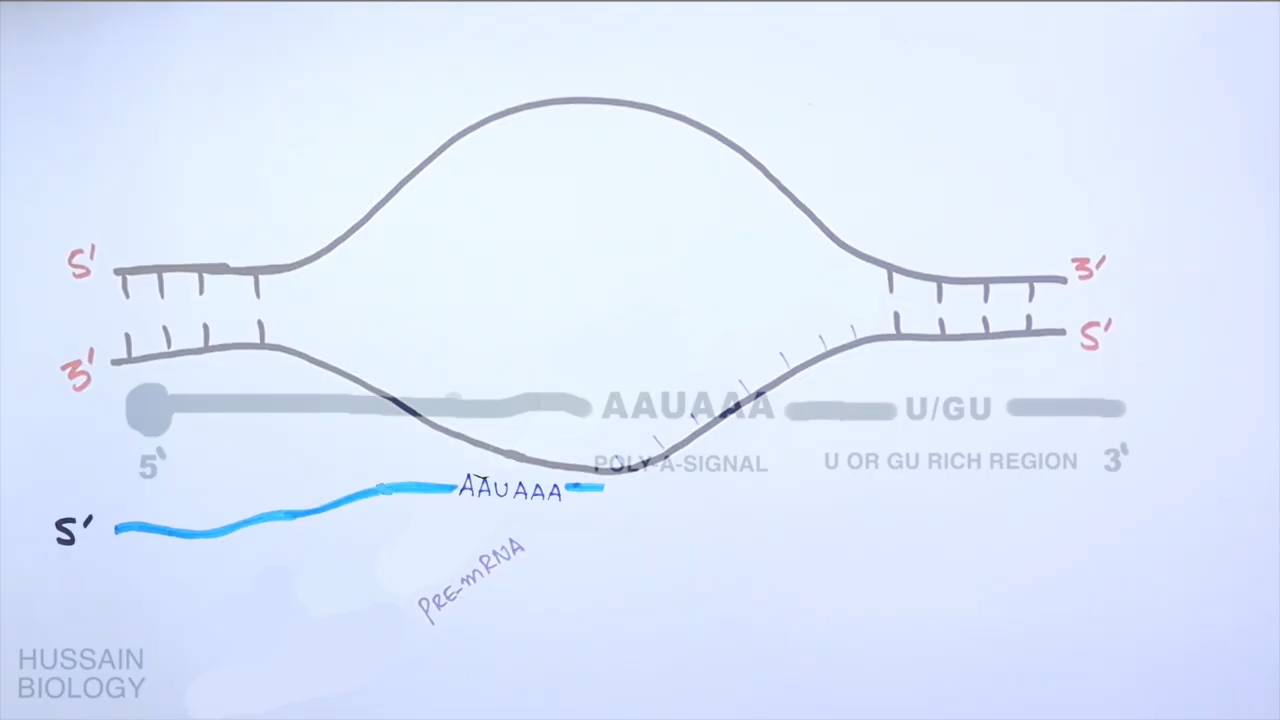 5' 3'
3' 5'
AAUAAA U/GU
5' POLY-A-SIGNAL U OR GU RICH REGION 3'
AAUAAA
5'
PRE-mRNA
HUSSAIN
BIOLOGY